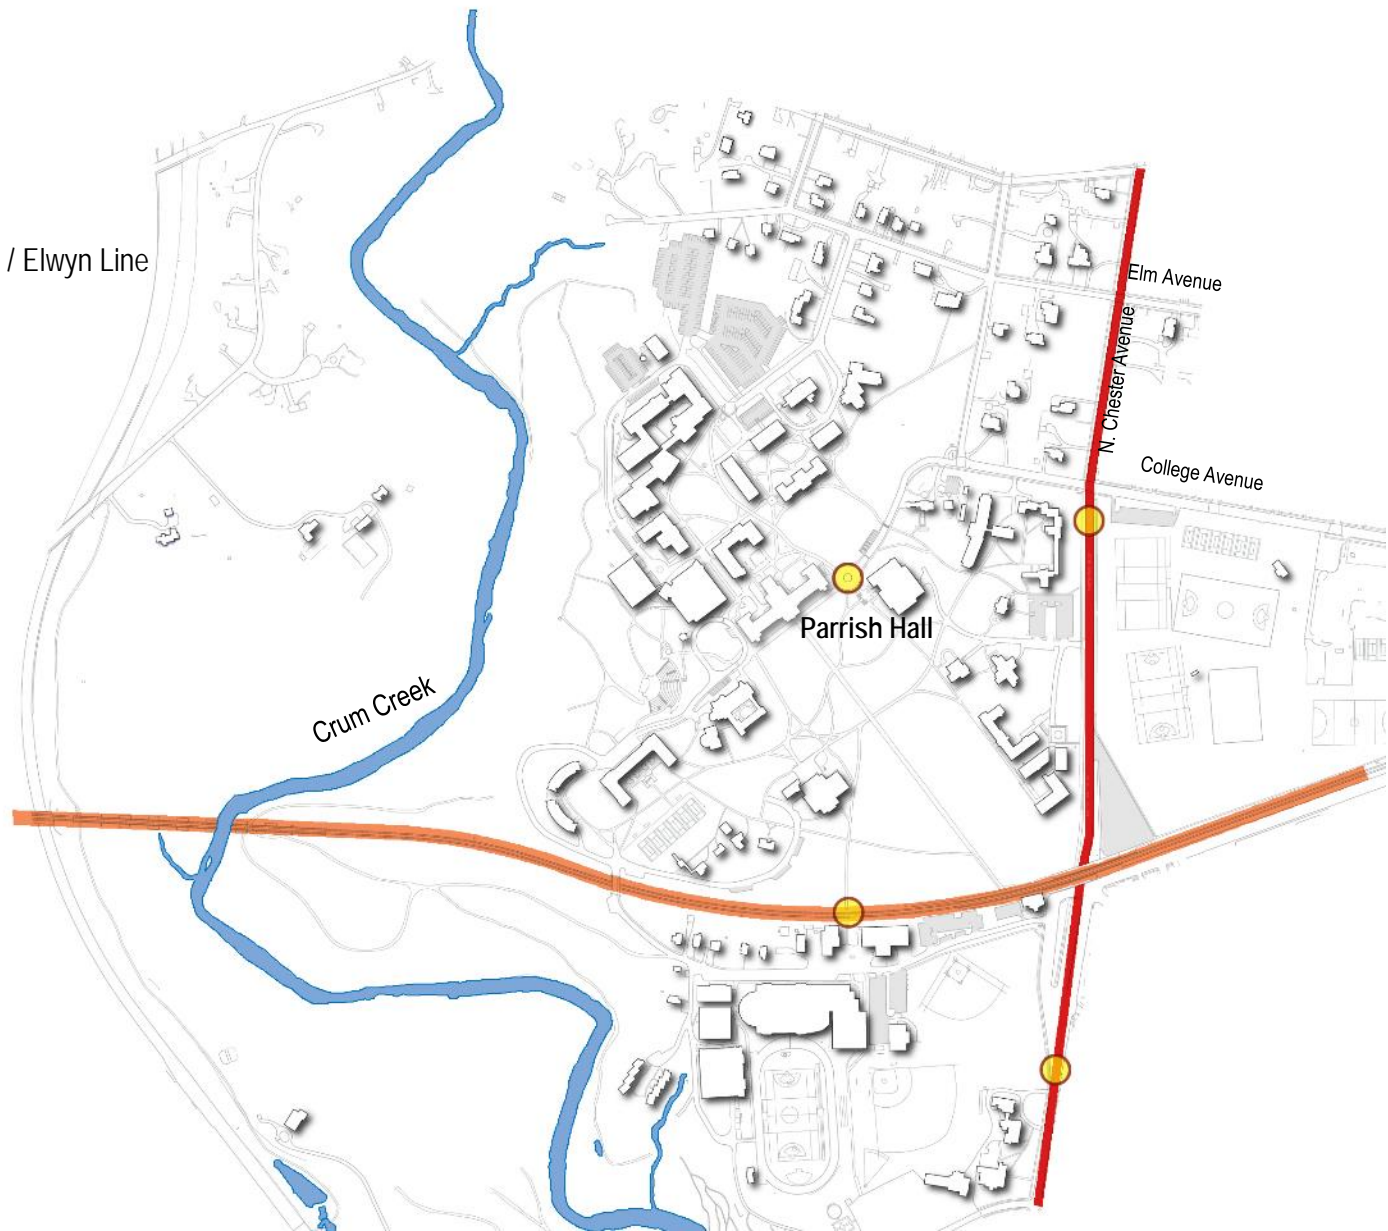 / Elwyn Line
Elm Avenue
N. Chester Avenue
College Avenue
Parrish Hall
Crum Creek